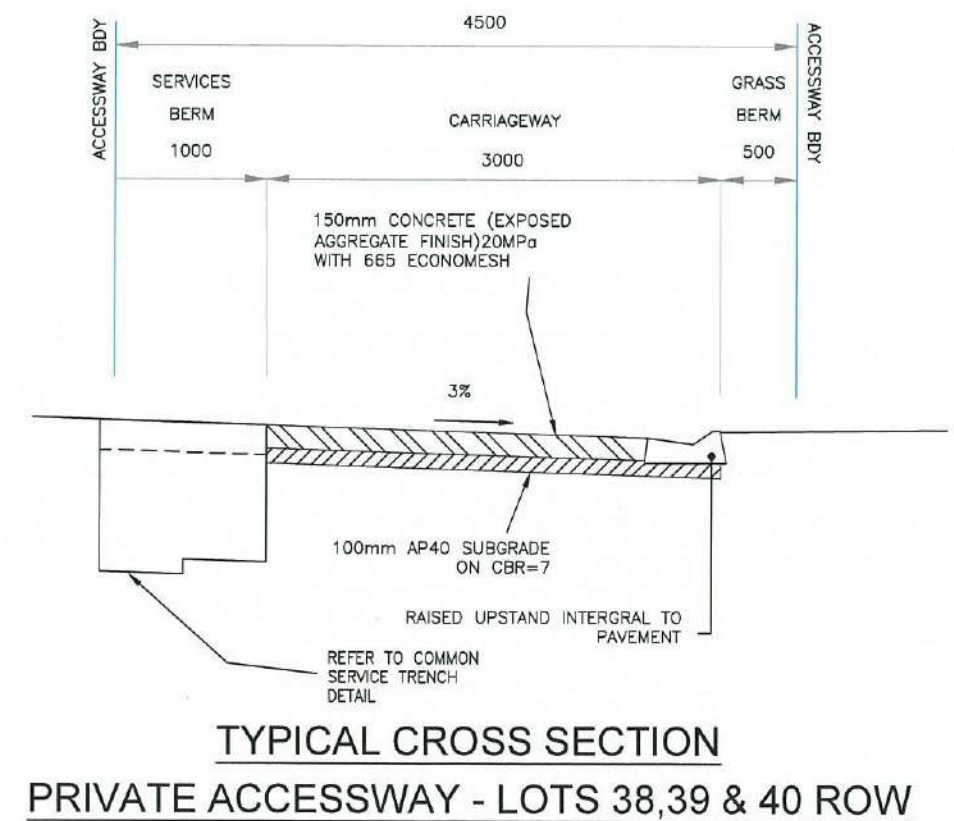 4500
ACCESSWAY BDY
SERVICES
BERM
1000
CARRIAGEWAY
3000
GRASS
BERM
500
ACCESSWAY BDY
150mm CONCRETE (EXPOSED
AGGREGATE FINISH)20MPa
WITH 665 ECONOMESH
3%
100mm AP40 SUBGRADE
ON CBR=7
RAISED UPSTAND INTERGRAL TO
PAVEMENT
REFER TO COMMON
SERVICE TRENCH
DETAIL
TYPICAL CROSS SECTION
PRIVATE ACCESSWAY - LOTS 38,39 & 40 ROW